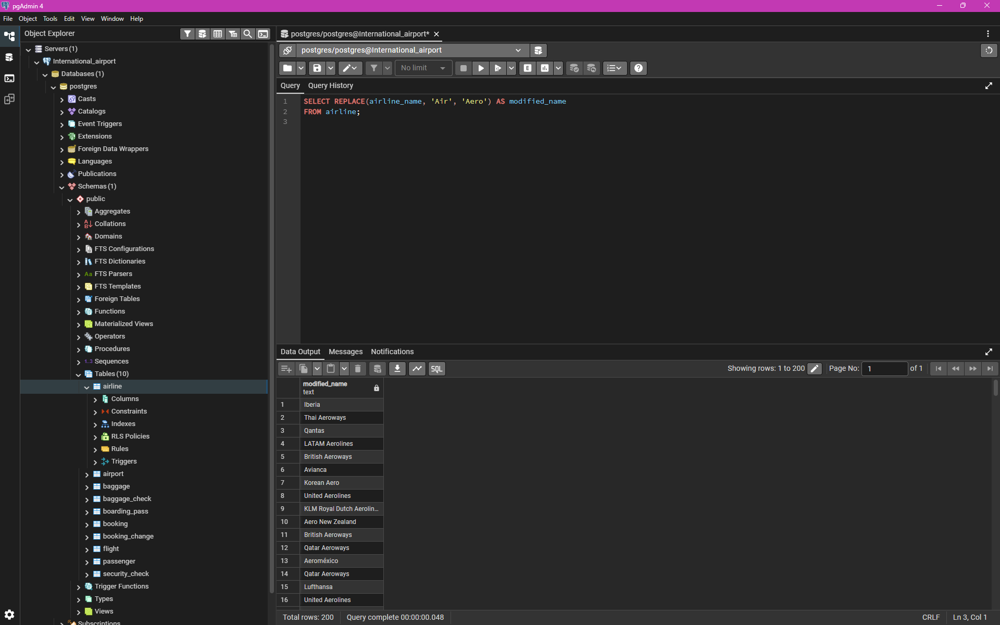 pgAdmin 4
File Object Tools Edit View Window Help
Object Explorer
Servers (1)
International_airport
Databases (1)
postgres
Casts
Catalogs
Event Triggers
Extensions
Foreign Data Wrappers
Languages
Publications
Schemas (1)
public
Aggregates
Collations
Domains
FTS Configurations
FTS Dictionaries
Aa FTS Parsers
FTS Templates
Foreign Tables
Functions
Materialized Views
Operators
Procedures
1..3 Sequences
Tables (10)
airline
Columns
Constraints
Indexes
RLS Policies
Rules
Triggers
airport
baggage
baggage_check
boarding_pass
booking
booking_change
flight
passenger
security_check
Trigger Functions
Types
Views
Subscriptions
postgres/postgres@International_airport*
postgres/postgres@International_airport
No limit
E
Query Query History
1 SELECT REPLACE(airline_name, 'Air', 'Aero') AS modified_name
2 FROM airline;
3
Data Output Messages Notifications
SQL
Showing rows: 1 to 200
Page No: 1 of 1
modified_name
text
1 Iberia
2 Thai Aeroways
3 Qantas
4 LATAM Aerolines
5 British Aeroways
6 Avianca
7 Korean Aero
8 United Aerolines
9 KLM Royal Dutch Aerolin...
10 Aero New Zealand
11 British Aeroways
12 Qatar Aeroways
13 Aeroméxico
14 Qatar Aeroways
15 Lufthansa
16 United Aerolines
Total rows: 200 Query complete 00:00:00.048
CRLF Ln 3, Col 1